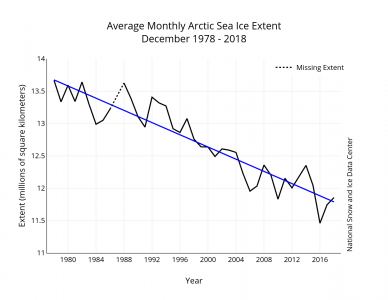 Average Monthly Arctic Sea Ice Extent
December 1978 - 2018
Missing Extent
14
13.5
13
12.5
12
11.5
11
Extent (millions of square kilometers)
1980 1984 1988 1992 1996 2000 2004 2008 2012 2016
Year
National Snow and Ice Data Center